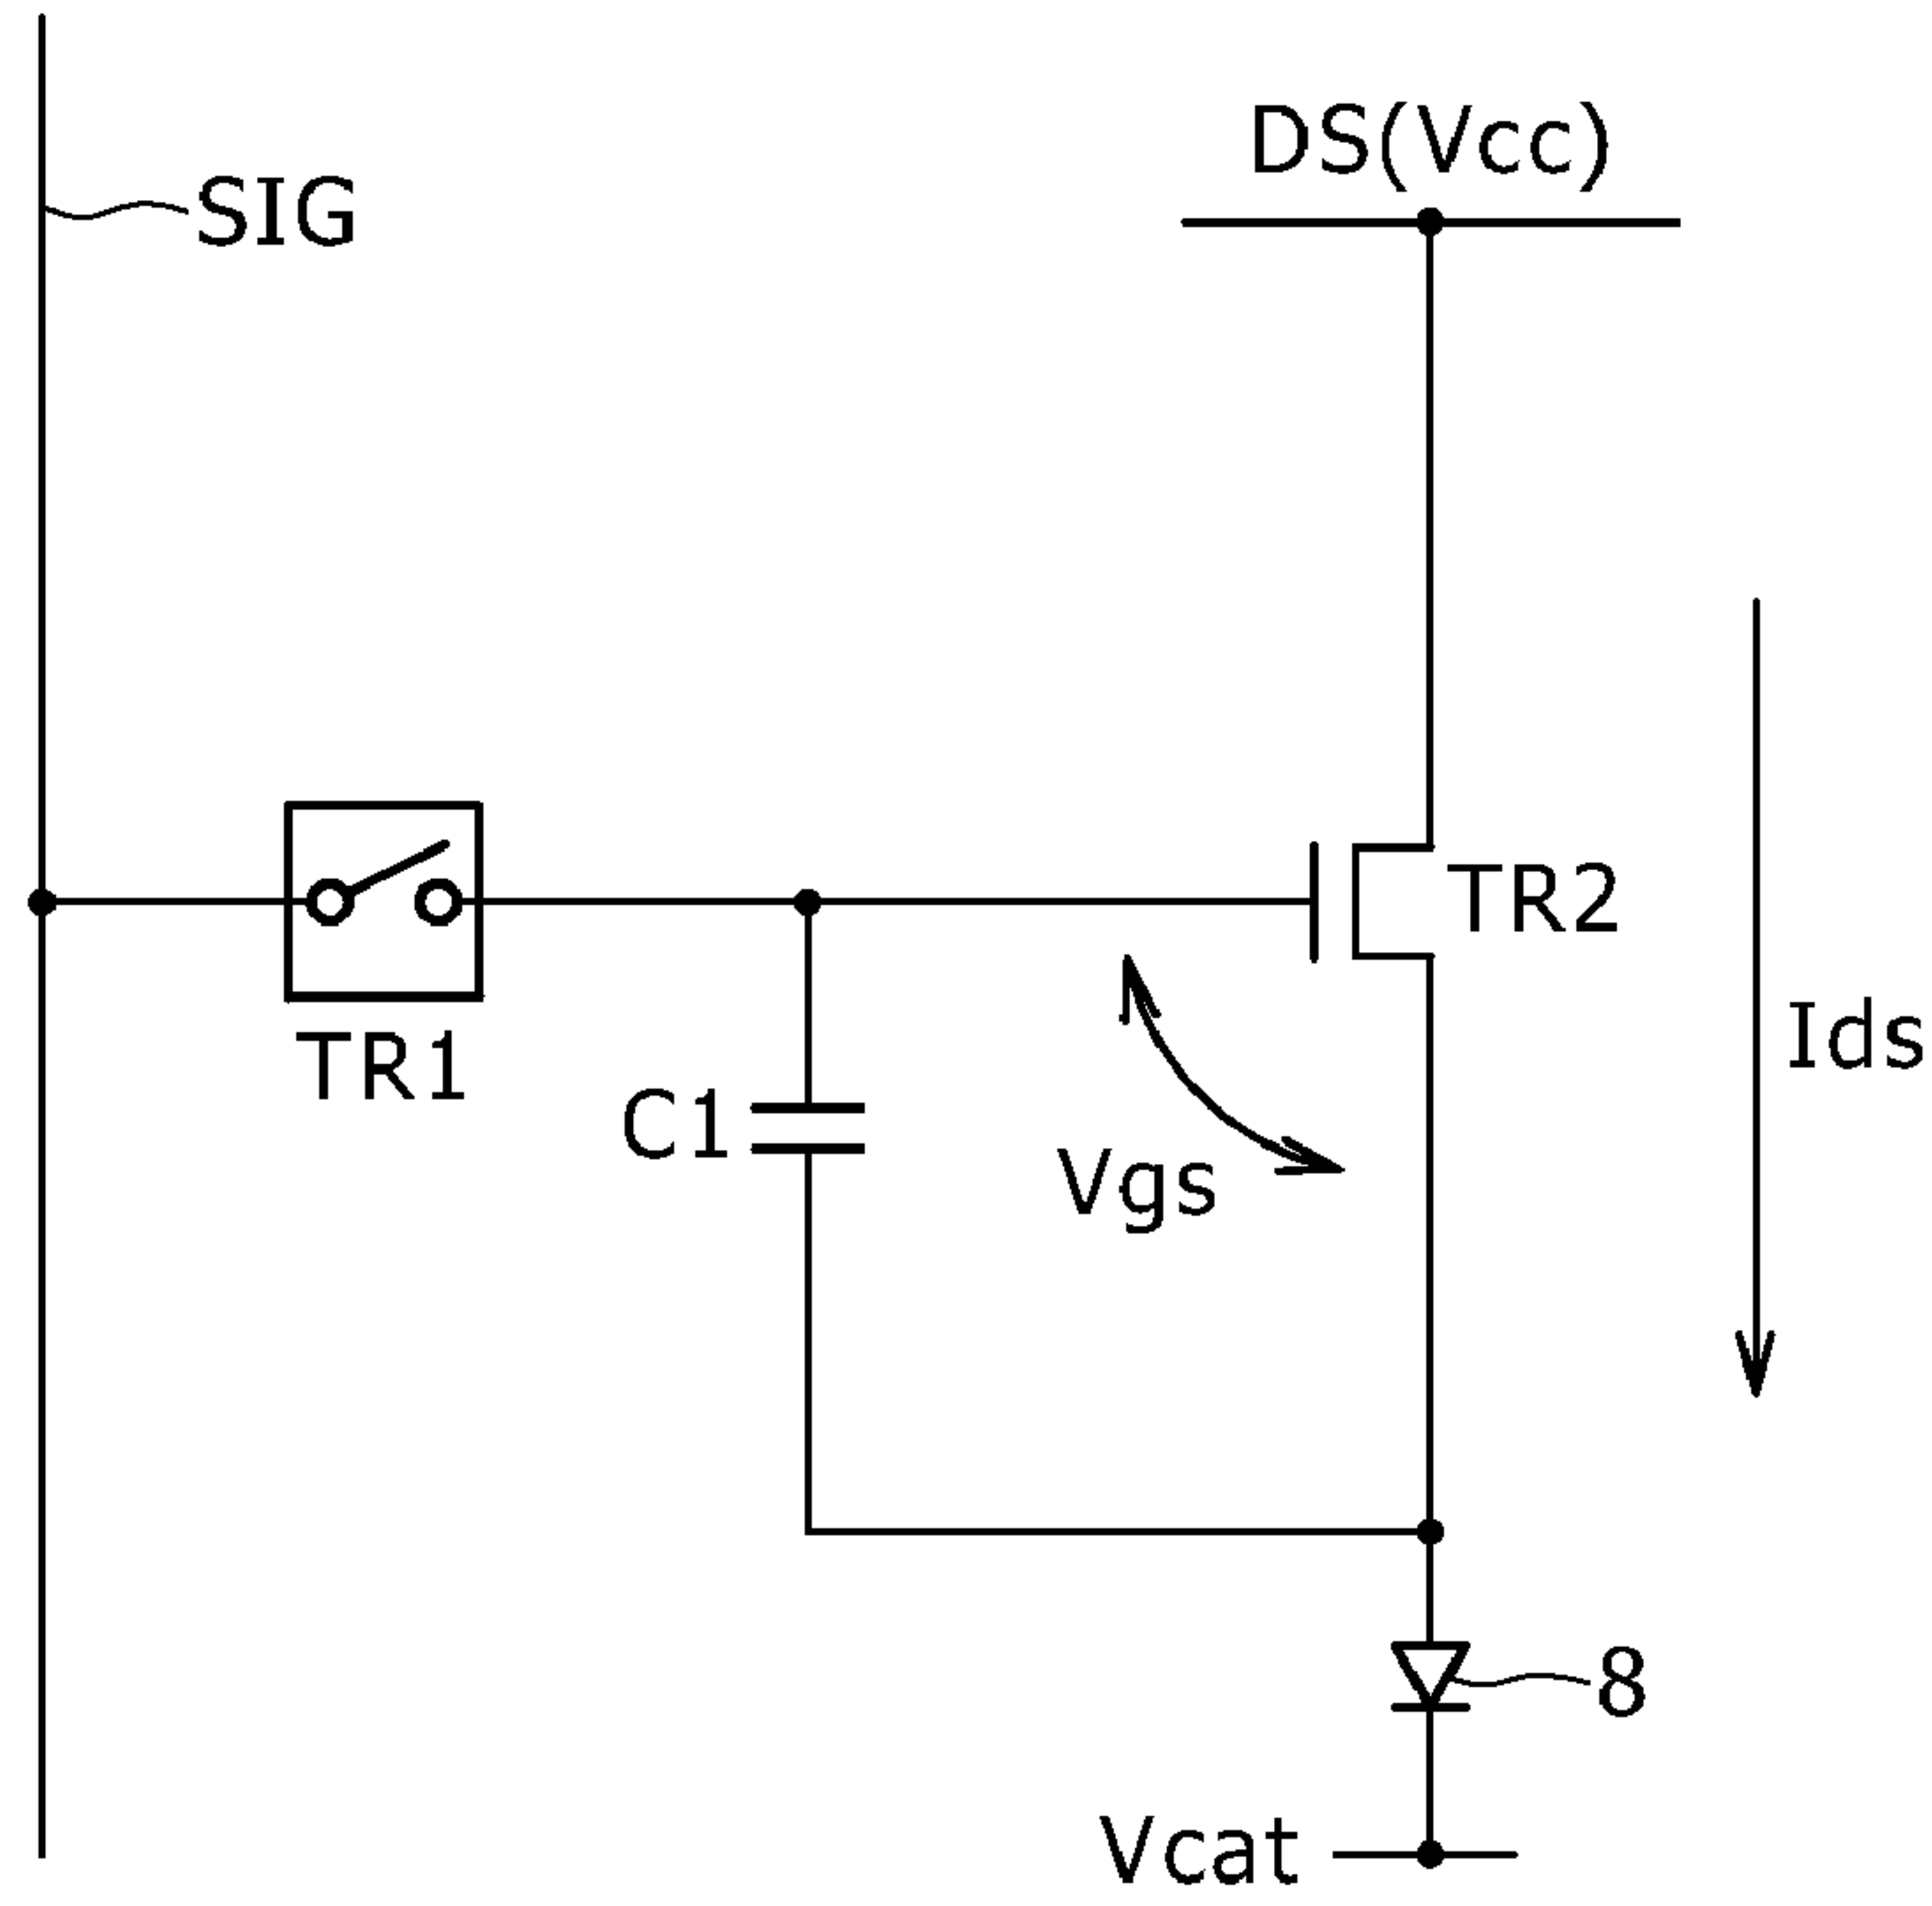 DS(Vcc)
SIG
TR2
Ids
TR1
C1
Vgs
8
Vcat